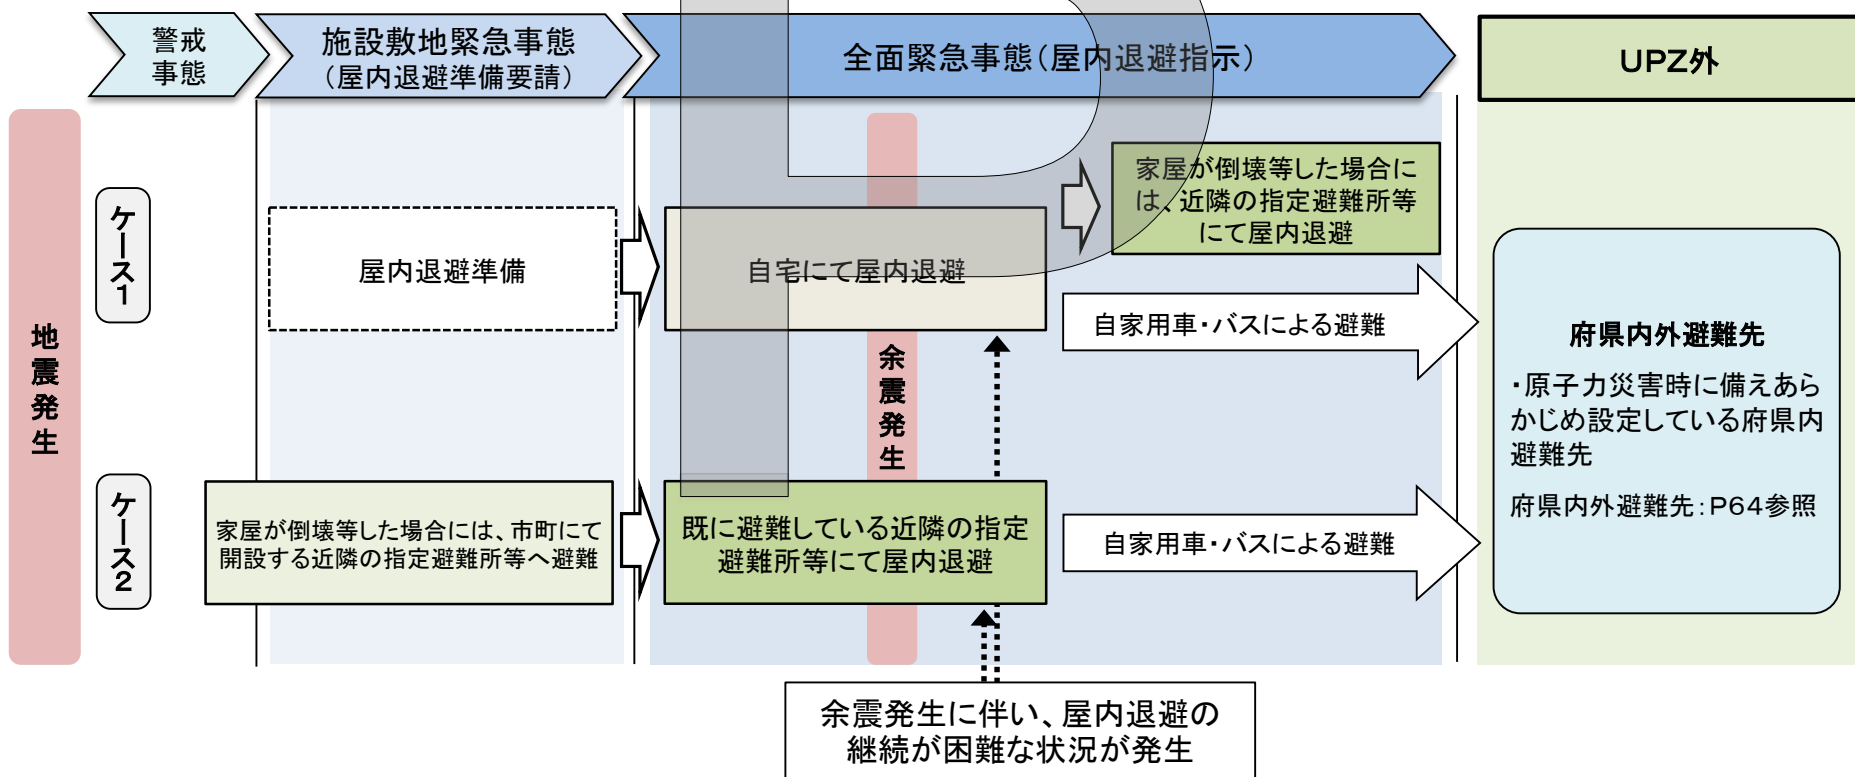 警戒
事態
施設敷地緊急事態
（屋内退避準備要請）
全面緊急事態（屋内退避指示）
UPZ外
地震発生
ケース1
屋内退避準備
自宅にて屋内退避
家屋が倒壊等した場合に
は、近隣の指定避難所等
にて屋内退避
自家用車・バスによる避難
余震発生
ケース2
家屋が倒壊等した場合には、市町にて
開設する近隣の指定避難所等へ避難
既に避難している近隣の指定
避難所等にて屋内退避
自家用車・バスによる避難
府県内外避難先
・原子力災害時に備えあら
かじめ設定している府県内
避難先
府県内外避難先：P64参照
余震発生に伴い、屋内退避の
継続が困難な状況が発生